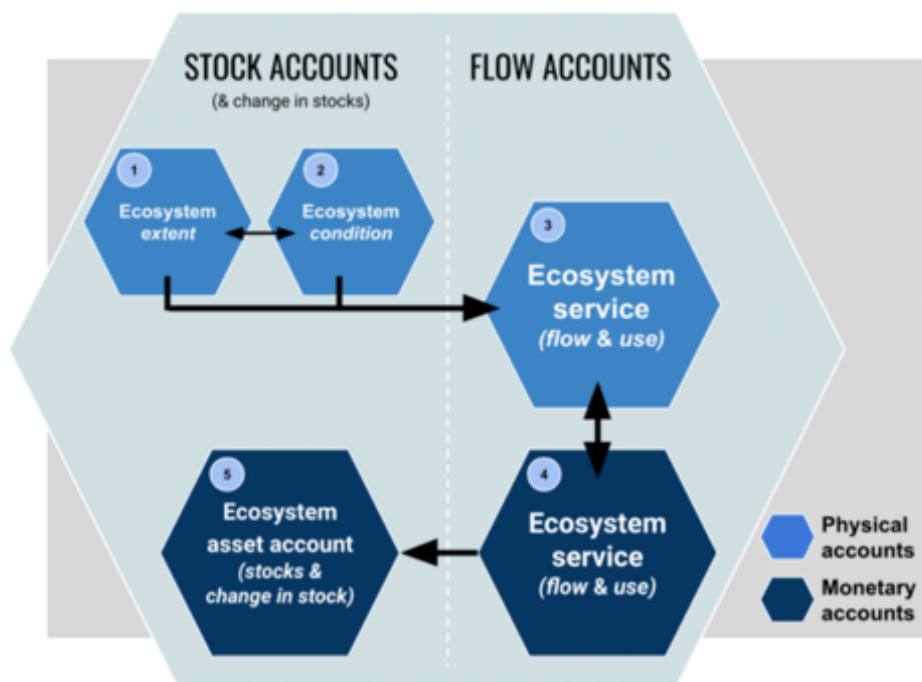 STOCK ACCOUNTS
(& change in stocks)
FLOW ACCOUNTS
1
Ecosystem
extent
2
Ecosystem
condition
3
Ecosystem
service
(flow & use)
5
Ecosystem
asset account
(stocks &
change in stock)
4
Ecosystem
service
(flow & use)
Physical
accounts
Monetary
accounts